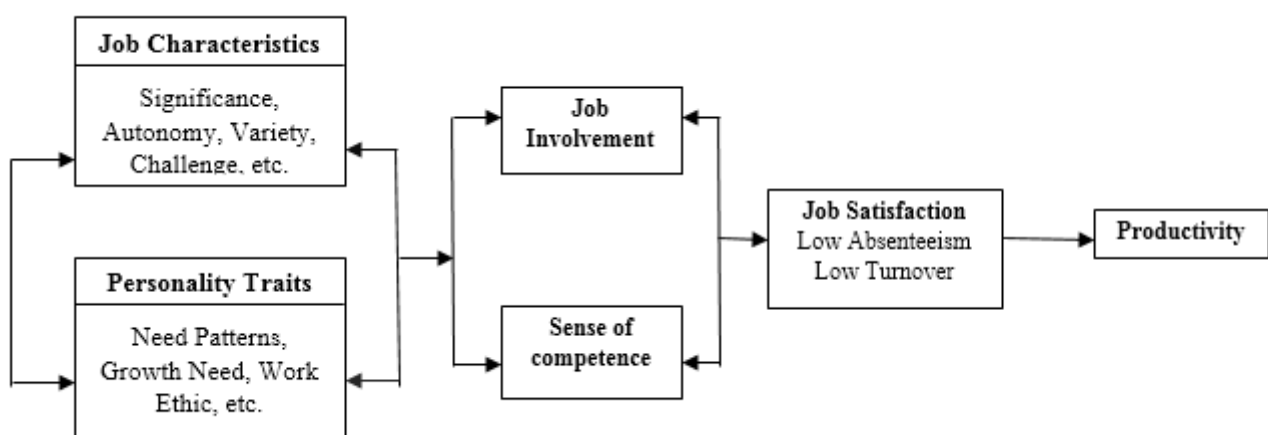 Job Characteristics
Significance,
Autonomy, Variety,
Challenge, etc.
Personality Traits
Need Patterns,
Growth Need, Work
Ethic, etc.
Job
Involvement
Sense of
competence
Job Satisfaction
Low Absenteeism
Low Turnover
Productivity